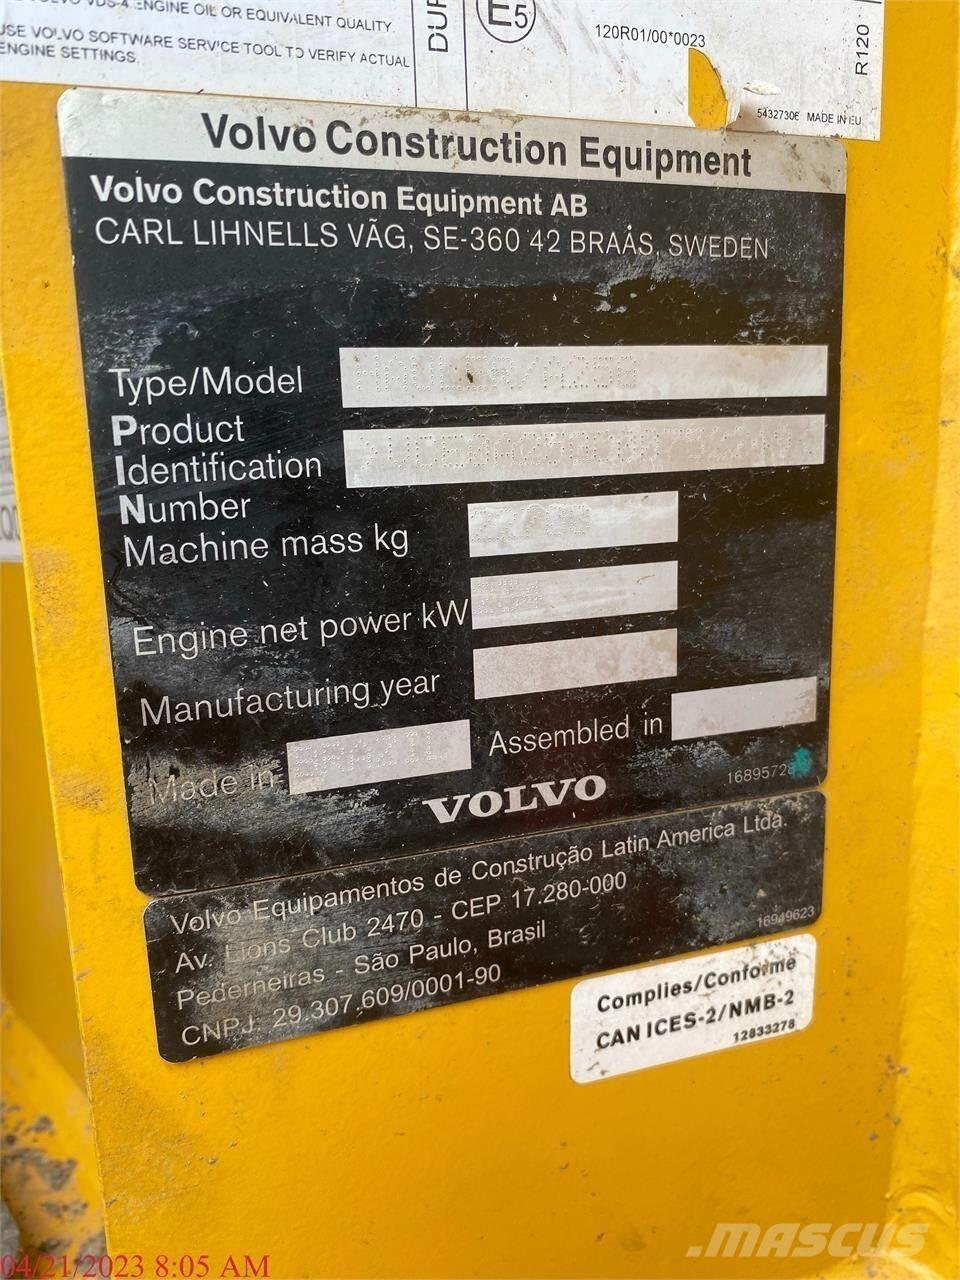 VDS-4 ENGINE OIL OR EQUIVALENT QUALITY
USE VOLVO SOFTWARE SERVICE TOOL TO VERIFY ACTUAL
ENGINE SETTINGS.
DUR
E5
120R01/00*0023
R120
54327306 MADE IN EU
Volvo Construction Equipment
Volvo Construction Equipment AB
CARL LIHNELLS VÄG, SE-360 42 BRAÅS, SWEDEN
Type/Model
Product
Identification
Number
Machine mass kg
Engine net power kW
Manufacturing year
Made in BRAZIL
Assembled in
16895728
VOLVO
Volvo Equipamentos de Construção Latin America Ltda.
Av. Lions Club 2470 - CEP 17.280-000
Pederneiras - São Paulo, Brasil
CNPJ: 29.307.609/0001-90
16949623
Complies/Conforme
CAN ICES-2/NMB-2
12833278
04/21/2023 8:05 AM
.MASCUS